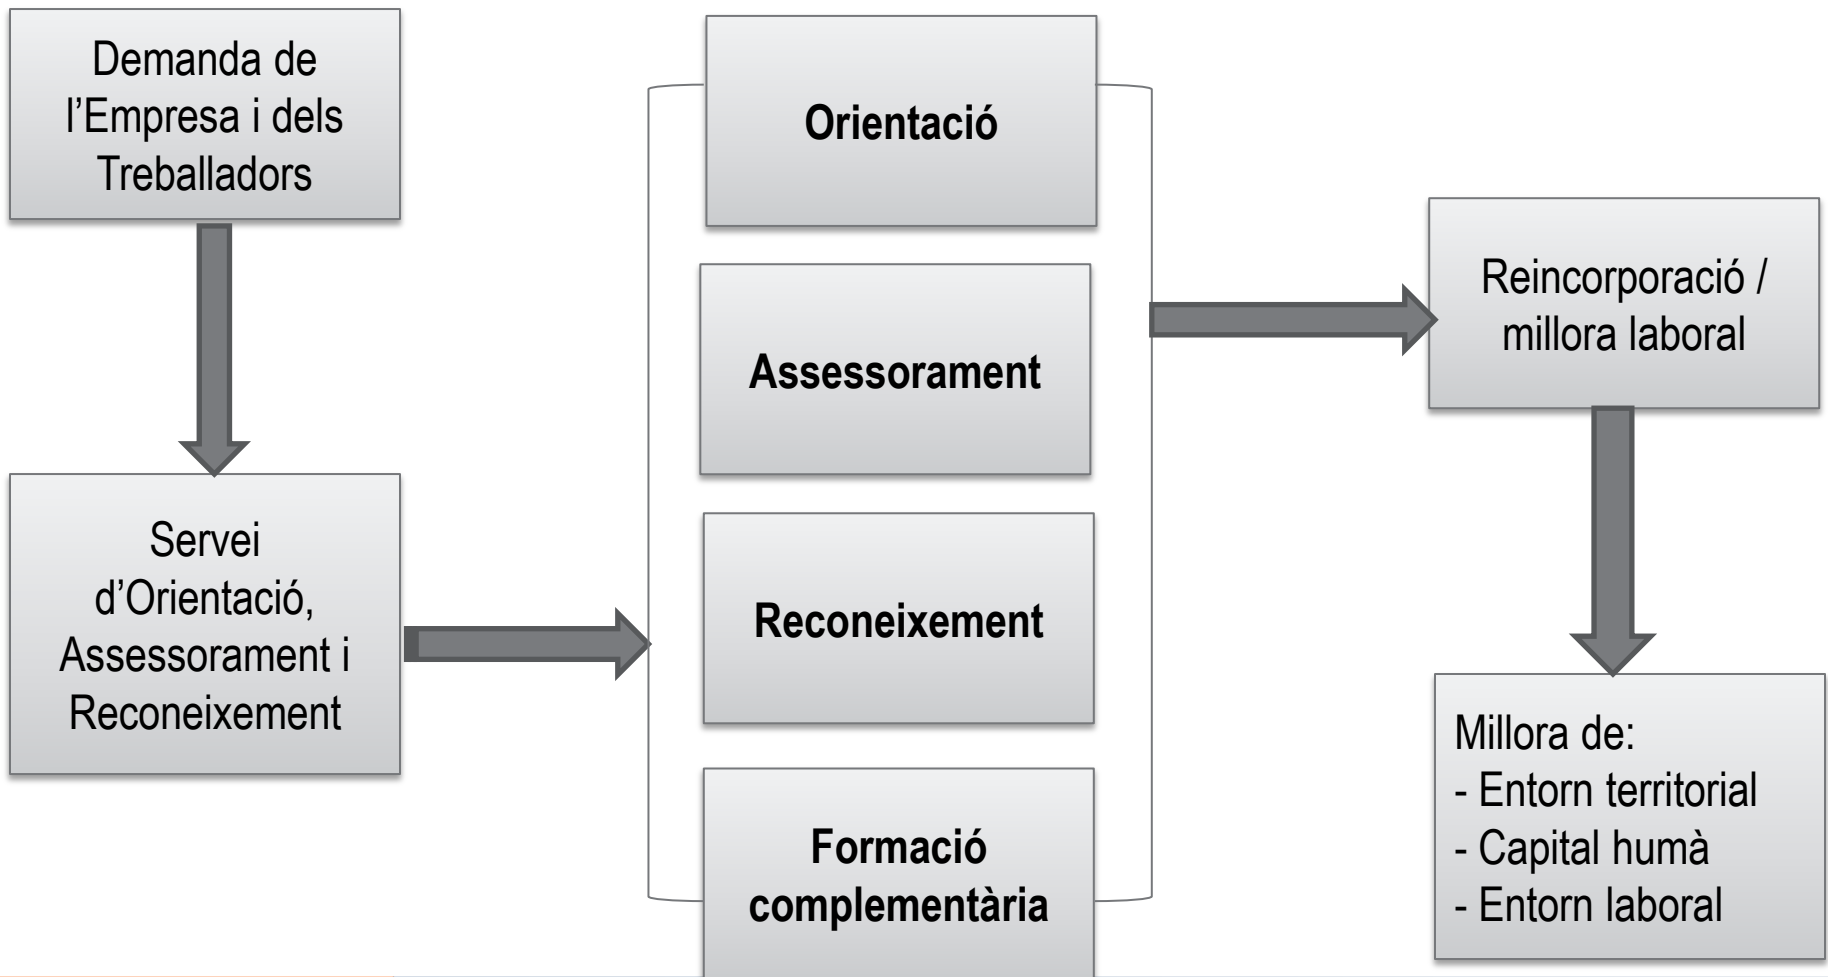 Demanda de
l’Empresa i dels
Treballadors
Servei
d’Orientació,
Assessorament i
Reconeixement
Orientació
Assessorament
Reconeixement
Formació
complementària
Reincorporació /
millora laboral
Millora de:
- Entorn territorial
- Capital humà
- Entorn laboral